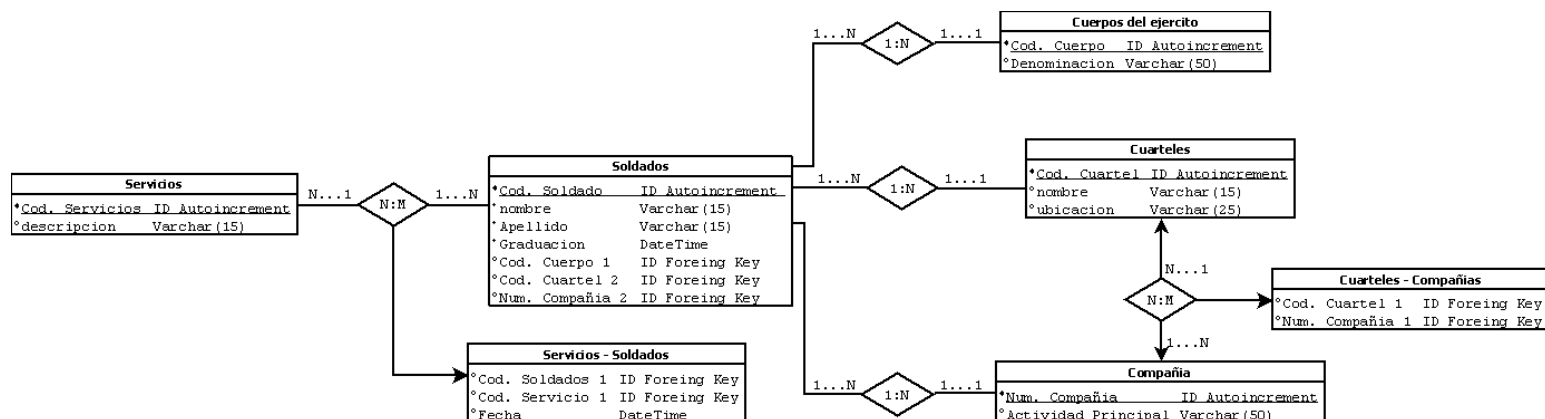 Cuerpos del ejercito
Cod. Cuerpo ID Autoincrement
Denominacion Varchar(50)
1...N
1:N
1...1
Cuarteles
Cod. Cuartel ID Autoincrement
nombre Varchar(15)
ubicacion Varchar(25)
Soldados
Cod. Soldado ID Autoincrement
nombre Varchar(15)
Apellido Varchar(15)
Graduacion DateTime
Cod. Cuerpo 1 ID Foreing Key
Cod. Cuartel 2 ID Foreing Key
Num. Compañia 2 ID Foreing Key
1...N
1:N
1...1
Servicios
Cod. Servicios ID Autoincrement
descripcion Varchar(15)
N...1
N:M
1...N
N...1
N:M
1...N
Cuarteles - Compañias
Cod. Cuartel 1 ID Foreing Key
Num. Compañia 1 ID Foreing Key
Servicios - Soldados
Cod. Soldados 1 ID Foreing Key
Cod. Servicio 1 ID Foreing Key
Fecha DateTime
1...N
1:N
1...1
Compañia
Num. Compañia ID Autoincrement
Actividad Principal Varchar(50)